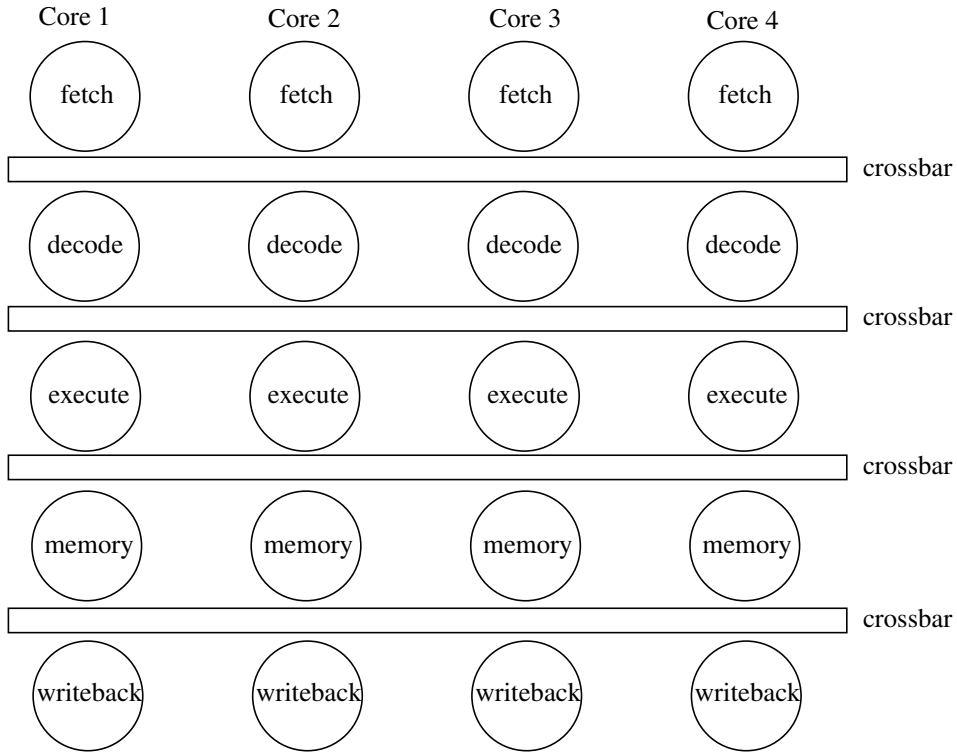 Core 1 Core 2 Core 3 Core 4
fetch fetch fetch fetch
crossbar
decode decode decode decode
crossbar
execute execute execute execute
crossbar
memory memory memory memory
crossbar
writeback writeback writeback writeback